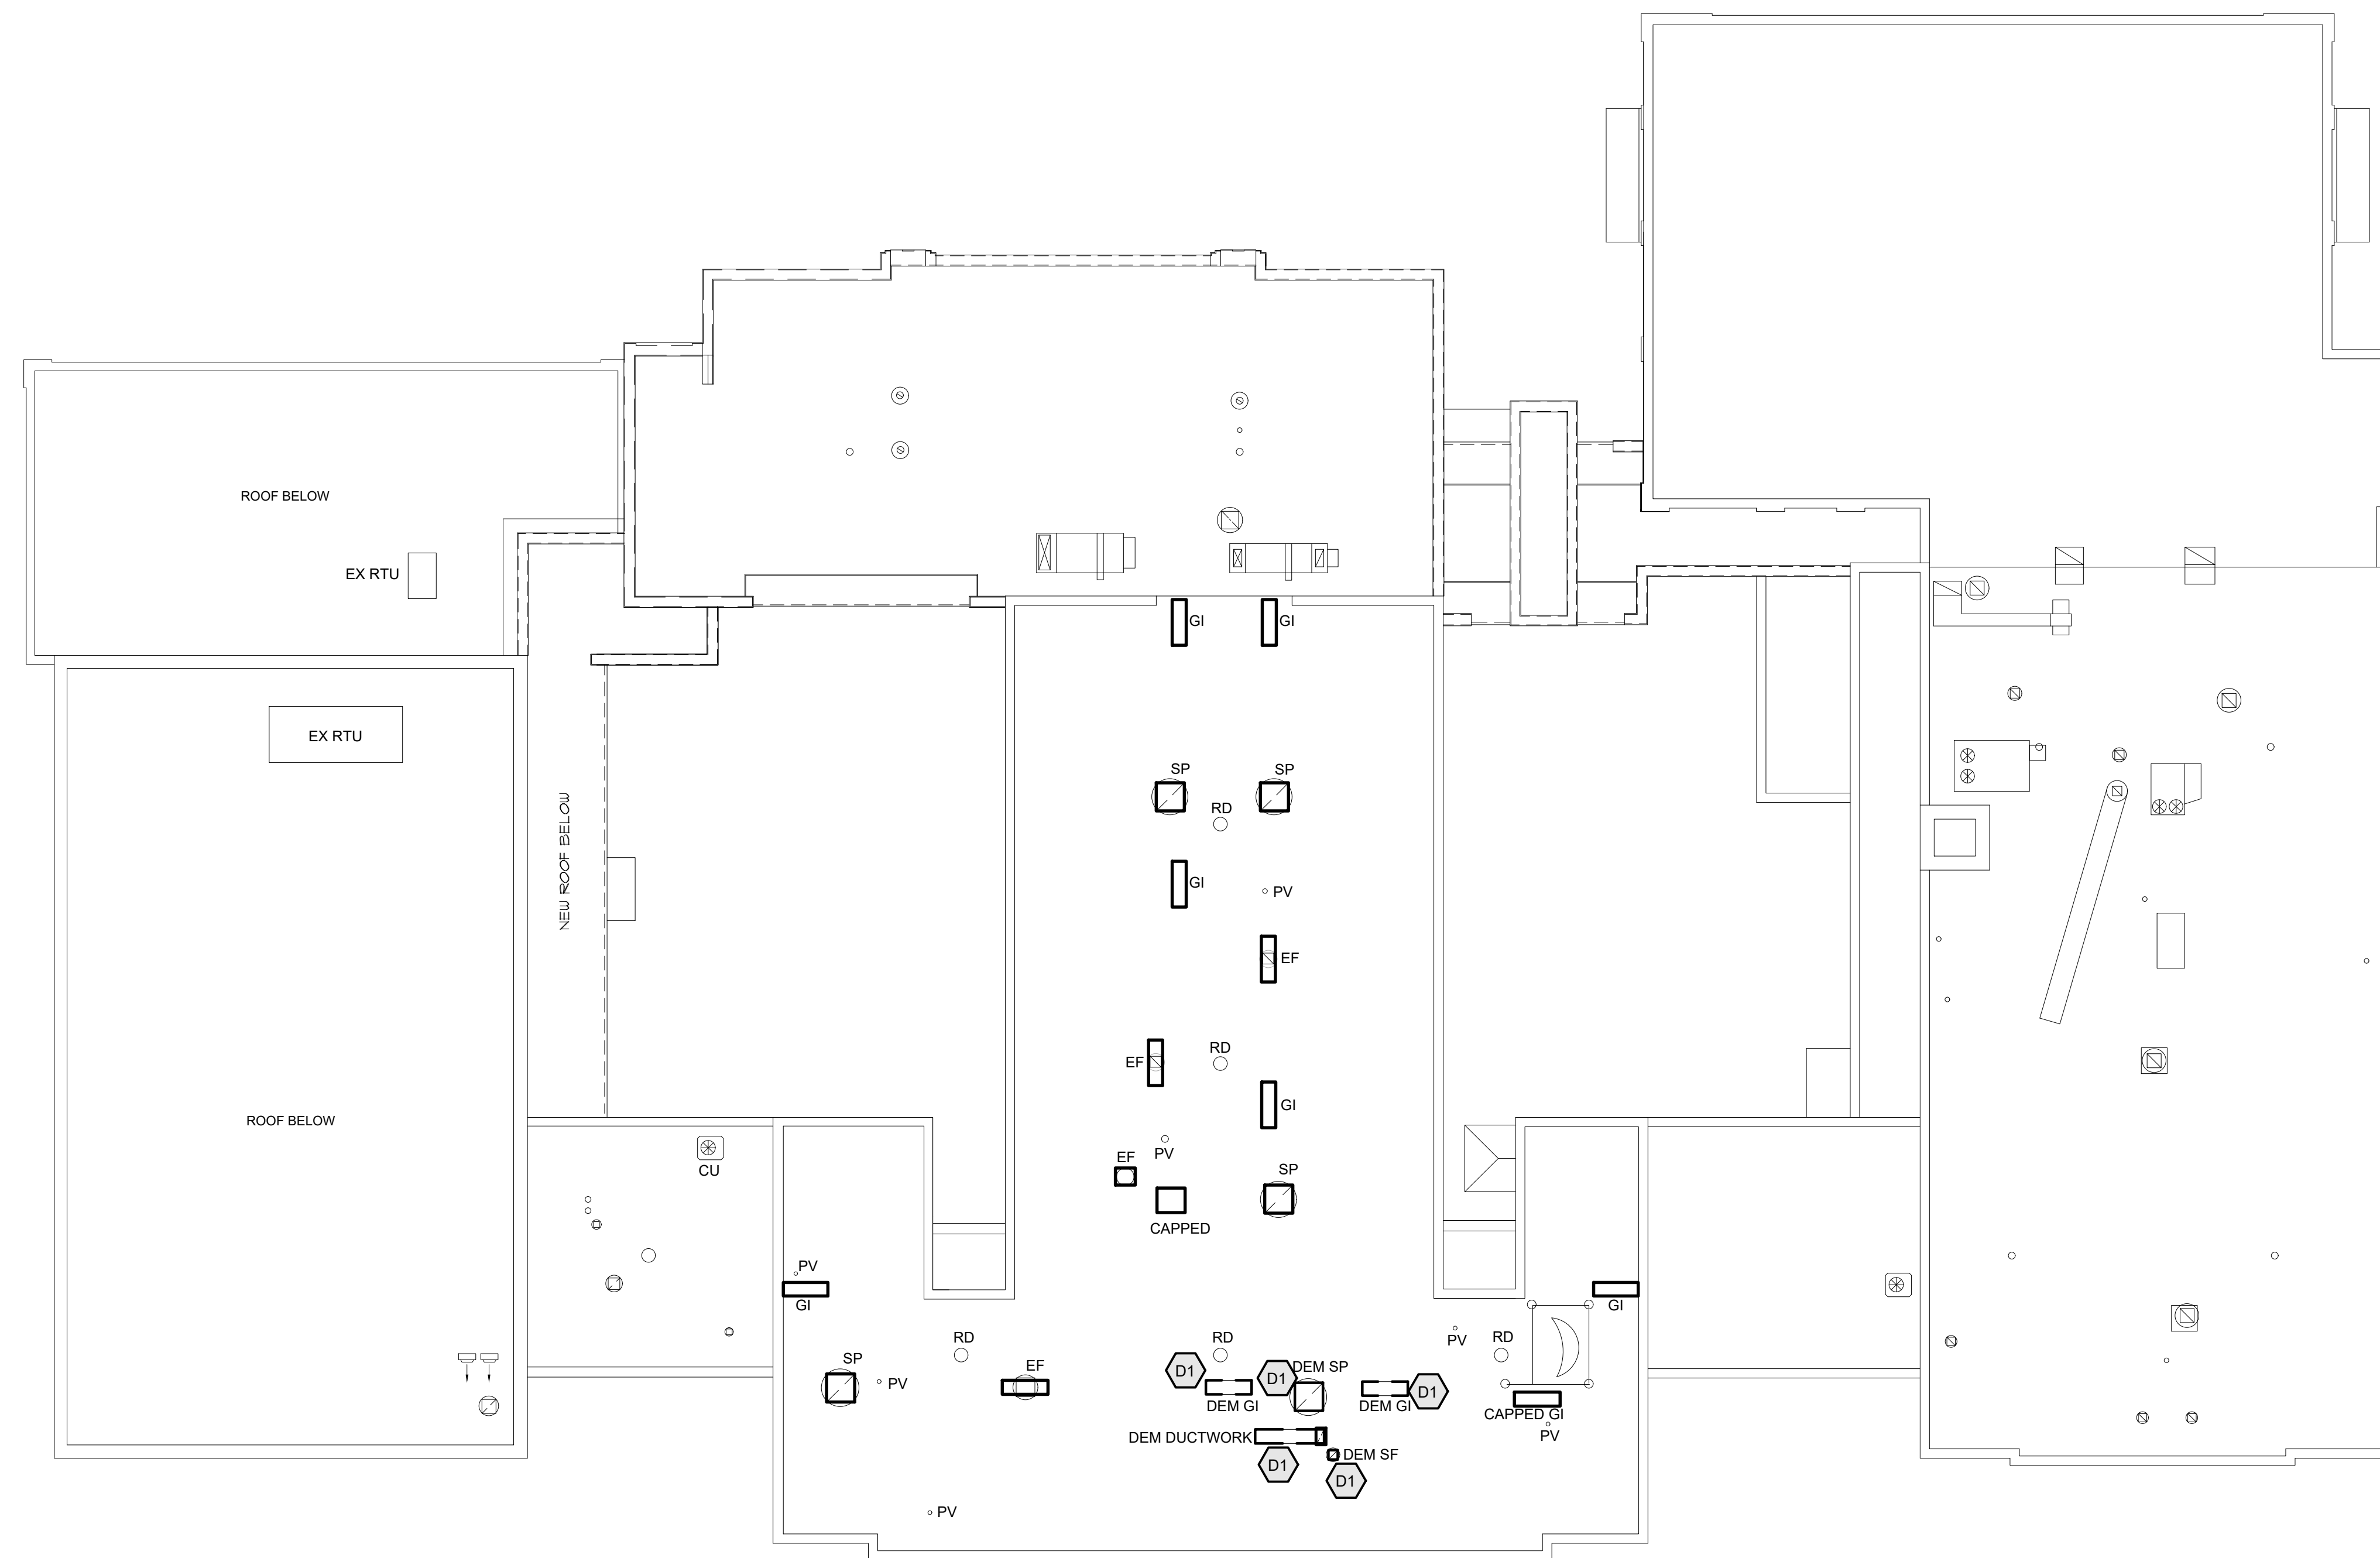 ROOF BELOW
EX RTU
GI
GI
EX RTU
SP
SP
RD
NEW ROOF BELOW
GI
PV
EF
EF
RD
GI
ROOF BELOW
PV
EF
SP
CU
CAPPED
PV
GI
GI
RD
RD
PV
RD
SP
EF
DEM SP
D1
D1
D1
PV
DEM GI
DEM GI
CAPPED GI
PV
DEM DUCTWORK
DEM SF
D1
D1
PV